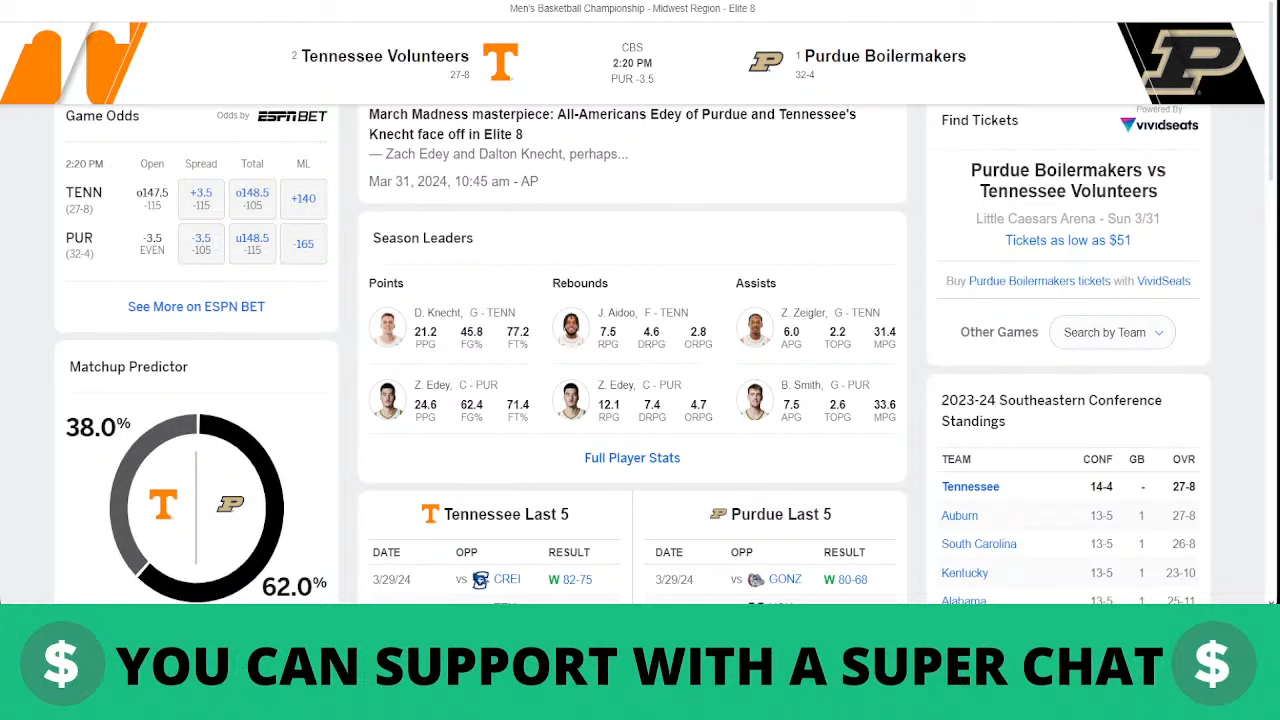 Men's Basketball Championship - Midwest Region - Elite 8
2 Tennessee Volunteers
27-8
CBS
2:20 PM
PUR -3.5
1 Purdue Boilermakers
32-4
Game Odds
Odds by ESPN BET
2:20 PM Open Spread Total ML
TENN o147.5 +3.5 o148.5 +140
(27-8) -115 -115 -105
PUR -3.5 -3.5 u148.5 -165
(32-4) EVEN -105 -115
See More on ESPN BET
Matchup Predictor
38.0%
62.0%
March Madness masterpiece: All-Americans Edey of Purdue and Tennessee's
Knecht face off in Elite 8
— Zach Edey and Dalton Knecht, perhaps...
Mar 31, 2024, 10:45 am - AP
Season Leaders
Points Rebounds Assists
D. Knecht, G - TENN
21.2 45.8 77.2
PPG FG% FT%
J. Aidoo, F - TENN
7.5 4.6 2.8
RPG DRPG ORPG
Z. Zeigler, G - TENN
6.0 2.2 31.4
APG TOPG MPG
Z. Edey, C - PUR
24.6 62.4 71.4
PPG FG% FT%
Z. Edey, C - PUR
12.1 7.4 4.7
RPG DRPG ORPG
B. Smith, G - PUR
7.5 2.6 33.6
APG TOPG MPG
Full Player Stats
Tennessee Last 5
DATE OPP RESULT
3/29/24 vs CREI W 82-75
Purdue Last 5
DATE OPP RESULT
3/29/24 vs GONZ W 80-68
Find Tickets
Powered By
vividseats
Purdue Boilermakers vs
Tennessee Volunteers
Little Caesars Arena - Sun 3/31
Tickets as low as $51
Buy Purdue Boilermakers tickets with VividSeats
Other Games Search by Team
2023-24 Southeastern Conference
Standings
TEAM CONF GB OVR
Tennessee 14-4 - 27-8
Auburn 13-5 1 27-8
South Carolina 13-5 1 26-8
Kentucky 13-5 1 23-10
Alabama 13-5 1 25-11
$ YOU CAN SUPPORT WITH A SUPER CHAT $